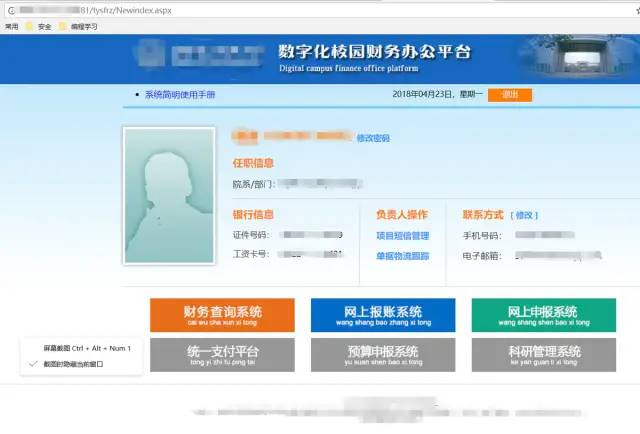 81/tysfrz/Newindex.aspx
常用 安全 编程学习
数字化校园财务办公平台
Digital campus finance office platform
系统简明使用手册
2018年04月23日，星期一 退出
修改密码
任职信息
院系/部门：
银行信息 负责人操作 联系方式 [ 修改 ]
证件号码： 项目短信管理 手机号码：
工资卡号： 单据物流跟踪 电子邮箱：
财务查询系统 网上报账系统 网上申报系统
cai wu cha xun xi tong wang shang bao zhang xi tong wang shang shen bao xi tong
统一支付平台 预算申报系统 科研管理系统
tong yi zhi fu ping tai yu suan shen bao xi tong ke yan guan li xi tong
屏幕截图 Ctrl + Alt + Num 1
截图时隐藏当前窗口